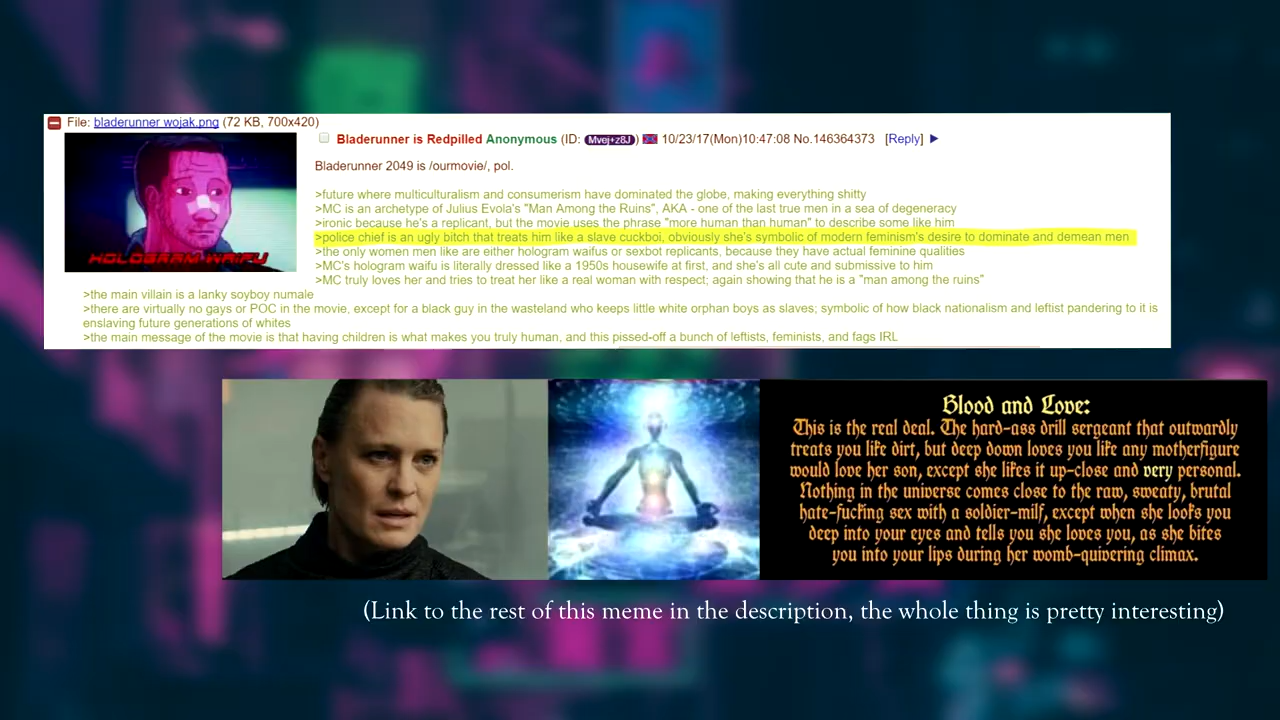 File: bladerunner wojak.png (72 KB, 700x420)
Bladerunner is Redpilled Anonymous (ID: Mvej+z8J) 10/23/17(Mon)10:47:08 No.146364373 [Reply] ▶
HOLOGRAM WAIFU
Bladerunner 2049 is /ourmovie/, pol.
>future where multiculturalism and consumerism have dominated the globe, making everything shitty
>MC is an archetype of Julius Evola's "Man Among the Ruins", AKA - one of the last true men in a sea of degeneracy
>ironic because he's a replicant, but the movie uses the phrase "more human than human" to describe some like him
>police chief is an ugly bitch that treats him like a slave cuckboi, obviously she's symbolic of modern feminism's desire to dominate and demean men
>the only women men like are either hologram waifus or sexbot replicants, because they have actual feminine qualities
>MC's hologram waifu is literally dressed like a 1950s housewife at first, and she's all cute and submissive to him
>MC truly loves her and tries to treat her like a real woman with respect; again showing that he is a "man among the ruins"
>the main villain is a lanky soyboy numale
>there are virtually no gays or POC in the movie, except for a black guy in the wasteland who keeps little white orphan boys as slaves; symbolic of how black nationalism and leftist pandering to it is
enslaving future generations of whites
>the main message of the movie is that having children is what makes you truly human, and this pissed-off a bunch of leftists, feminists, and fags IRL
Blood and Love:
This is the real deal. The hard-ass drill sergeant that outwardly
treats you like dirt, but deep down loves you like any motherfigure
would love her son, except she likes it up-close and very personal.
Nothing in the universe comes close to the raw, sweaty, brutal
hate-fucking sex with a soldier-milf, except when she looks you
deep into your eyes and tells you she loves you, as she bites
you into your lips during her womb-quivering climax.
(Link to the rest of this meme in the description, the whole thing is pretty interesting)